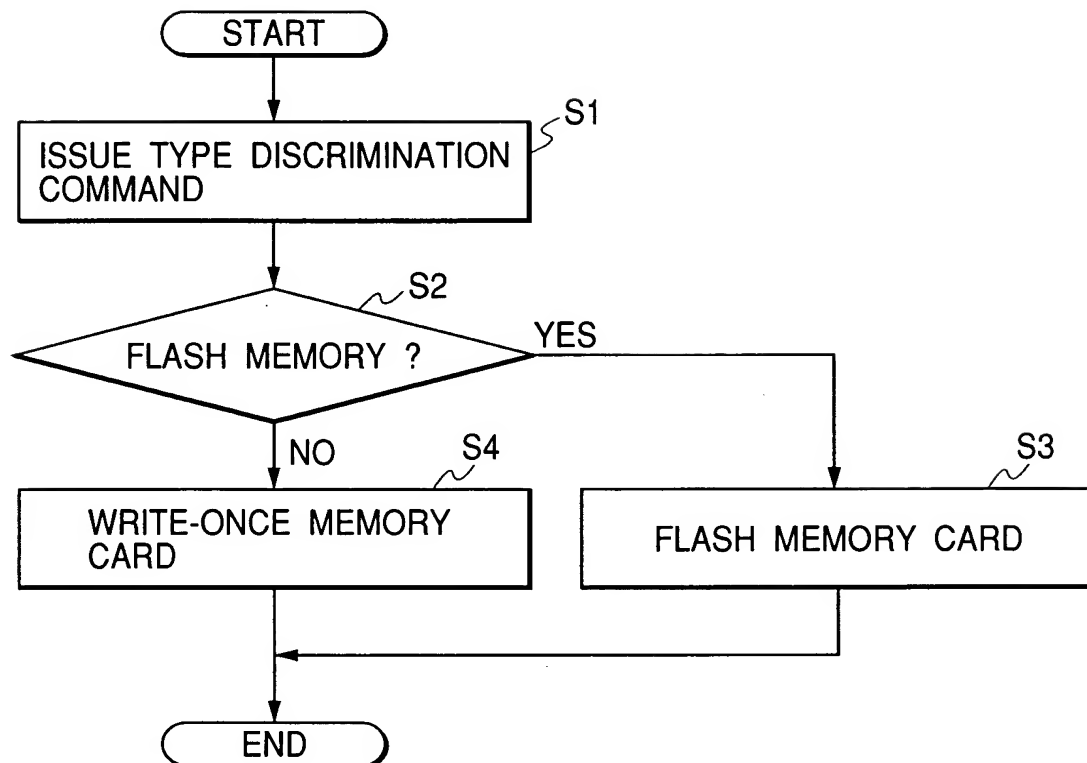 START
S1
ISSUE TYPE DISCRIMINATION
COMMAND
S2
FLASH MEMORY ?
YES
NO
S4
S3
WRITE-ONCE MEMORY
CARD
FLASH MEMORY CARD
END